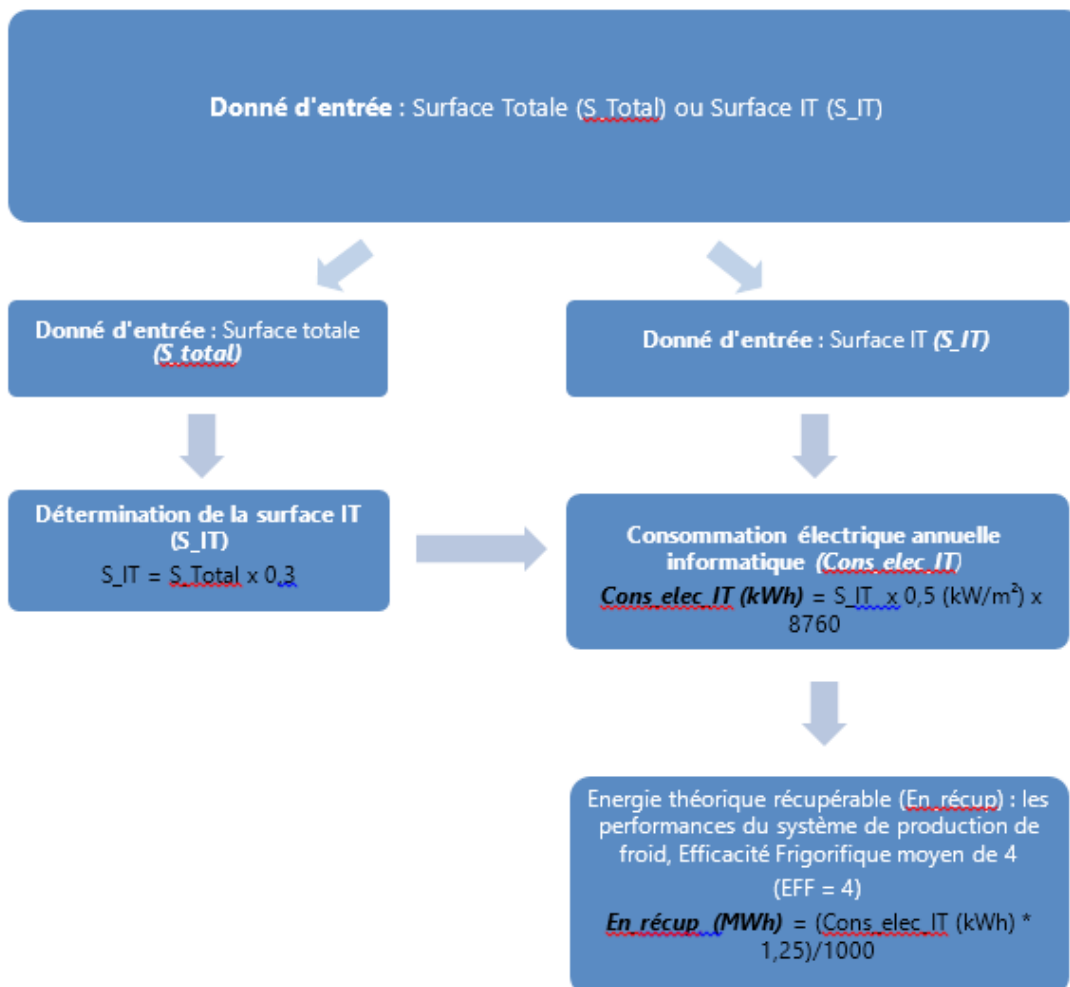 Donné d'entrée : Surface Totale (S_Total) ou Surface IT (S_IT)
Donné d'entrée : Surface totale
(S_total)
Donné d'entrée : Surface IT (S_IT)
Détermination de la surface IT
(S_IT)
S_IT = S_Total x 0,3
Consommation électrique annuelle
informatique (Cons_elec_IT)
Cons_elec_IT (kWh) = S_IT x 0,5 (kW/m²) x
8760
Energie théorique récupérable (En_récup) : les
performances du système de production de
froid, Efficacité Frigorifique moyen de 4
(EFF = 4)
En_récup (MWh) = (Cons_elec_IT (kWh) *
1,25)/1000